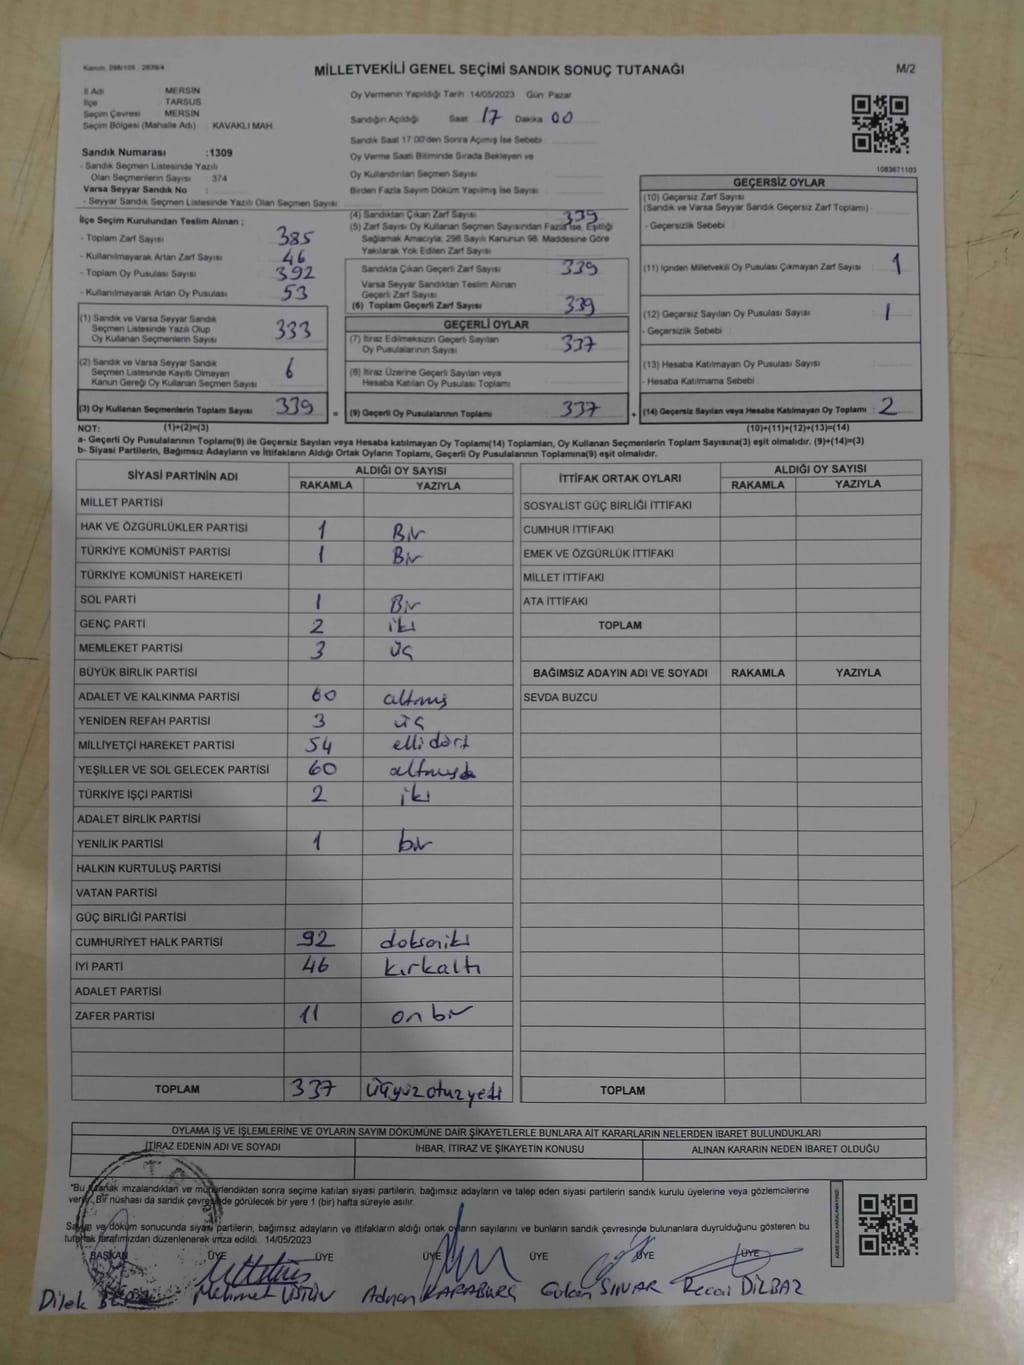 Kanun, 298/105 : 2839/4
MİLLETVEKİLİ GENEL SEÇİMİ SANDIK SONUÇ TUTANAĞI
M/2
İl Adı : MERSİN
İlçe : TARSUS
Seçim Çevresi : MERSİN
Seçim Bölgesi (Mahalle Adı) : KAVAKLI MAH.
Oy Vermenin Yapıldığı Tarih :14/05/2023 Gün: Pazar
Sandığın Açıldığı Saat : 17 Dakika : 00
Sandık Saat 17.00'den Sonra Açılmış İse Sebebi :
Oy Verme Saati Bitiminde Sırada Bekleyen ve
Oy Kullandırılan Seçmen Sayısı :
Birden Fazla Sayım Döküm Yapılmış İse Sayısı :
Sandık Numarası :1309
- Sandık Seçmen Listesinde Yazılı
Olan Seçmenlerin Sayısı : 374
Varsa Seyyar Sandık No :
- Seyyar Sandık Seçmen Listesinde Yazılı Olan Seçmen Sayısı :
1083671103
İlçe Seçim Kurulundan Teslim Alınan ;
- Toplam Zarf Sayısı : 385
- Kullanılmayarak Artan Zarf Sayısı : 46
- Toplam Oy Pusulası Sayısı : 392
- Kullanılmayarak Artan Oy Pusulası : 53
(1) Sandık ve Varsa Seyyar Sandık
Seçmen Listesinde Yazılı Olup
Oy Kullanan Seçmenlerin Sayısı : 333
(2) Sandık ve Varsa Seyyar Sandık
Seçmen Listesinde Kayıtlı Olmayan
Kanun Gereği Oy Kullanan Seçmen Sayısı : 6
(3) Oy Kullanan Seçmenlerin Toplam Sayısı : 339
(4) Sandıktan Çıkan Zarf Sayısı : 339
(5) Zarf Sayısı Oy Kullanan Seçmen Sayısından Fazla İse, Eşitliği
Sağlamak Amacıyla; 298 Sayılı Kanunun 98. Maddesine Göre
Yakılarak Yok Edilen Zarf Sayısı :
Sandıkta Çıkan Geçerli Zarf Sayısı : 339
Varsa Seyyar Sandıktan Teslim Alınan
Geçerli Zarf Sayısı :
(6) Toplam Geçerli Zarf Sayısı : 339
GEÇERLİ OYLAR
(7) İtiraz Edilmeksizin Geçerli Sayılan
Oy Pusulalarının Sayısı : 337
(8) İtiraz Üzerine Geçerli Sayılan veya
Hesaba Katılan Oy Pusulası Toplamı :
= (9) Geçerli Oy Pusulalarının Toplamı : 337
GEÇERSİZ OYLAR
(10) Geçersiz Zarf Sayısı
(Sandık ve Varsa Seyyar Sandık Geçersiz Zarf Toplamı) :
- Geçersizlik Sebebi :
(11) İçinden Milletvekili Oy Pusulası Çıkmayan Zarf Sayısı : 1
(12) Geçersiz Sayılan Oy Pusulası Sayısı : 1
- Geçersizlik Sebebi :
(13) Hesaba Katılmayan Oy Pusulası Sayısı :
- Hesaba Katılmama Sebebi :
+ (14) Geçersiz Sayılan veya Hesaba Katılmayan Oy Toplamı : 2
NOT: (1)+(2)=(3) (10)+(11)+(12)+(13)=(14)
a- Geçerli Oy Pusulalarının Toplamı(9) ile Geçersiz Sayılan veya Hesaba katılmayan Oy Toplamı(14) Toplamları, Oy Kullanan Seçmenlerin Toplam Sayısına(3) eşit olmalıdır. (9)+(14)=(3)
b- Siyasi Partilerin, Bağımsız Adayların ve İttifakların Aldığı Ortak Oyların Toplamı, Geçerli Oy Pusulalarının Toplamına(9) eşit olmalıdır.
SİYASİ PARTİNİN ADI ALDIĞI OY SAYISI
RAKAMLA YAZIYLA
MİLLET PARTİSİ
HAK VE ÖZGÜRLÜKLER PARTİSİ 1 Bir
TÜRKİYE KOMÜNİST PARTİSİ 1 Bir
TÜRKİYE KOMÜNİST HAREKETİ
SOL PARTİ 1 Bir
GENÇ PARTİ 2 iki
MEMLEKET PARTİSİ 3 üç
BÜYÜK BİRLİK PARTİSİ
ADALET VE KALKINMA PARTİSİ 60 altmış
YENİDEN REFAH PARTİSİ 3 üç
MİLLİYETÇİ HAREKET PARTİSİ 54 elli dört
YEŞİLLER VE SOL GELECEK PARTİSİ 60 altmış
TÜRKİYE İŞÇİ PARTİSİ 2 iki
ADALET BİRLİK PARTİSİ
YENİLİK PARTİSİ 1 bir
HALKIN KURTULUŞ PARTİSİ
VATAN PARTİSİ
GÜÇ BİRLİĞİ PARTİSİ
CUMHURİYET HALK PARTİSİ 92 doksaniki
İYİ PARTİ 46 kırkaltı
ADALET PARTİSİ
ZAFER PARTİSİ 11 on bir
TOPLAM 337 üçyüzotuzyedi
İTTİFAK ORTAK OYLARI ALDIĞI OY SAYISI
RAKAMLA YAZIYLA
SOSYALİST GÜÇ BİRLİĞİ İTTİFAKI
CUMHUR İTTİFAKI
EMEK VE ÖZGÜRLÜK İTTİFAKI
MİLLET İTTİFAKI
ATA İTTİFAKI
TOPLAM
BAĞIMSIZ ADAYIN ADI VE SOYADI RAKAMLA YAZIYLA
SEVDA BUZCU
TOPLAM
OYLAMA İŞ VE İŞLEMLERİNE VE OYLARIN SAYIM DÖKÜMÜNE DAİR ŞİKAYETLERLE BUNLARA AİT KARARLARIN NELERDEN İBARET BULUNDUKLARI
İTİRAZ EDENİN ADI VE SOYADI İHBAR, İTİRAZ VE ŞİKAYETİN KONUSU ALINAN KARARIN NEDEN İBARET OLDUĞU
*Bu tutanak imzalandıktan ve mühürlendikten sonra seçime katılan siyasi partilerin, bağımsız adayların ve talep eden siyasi partilerin sandık kurulu üyelerine veya gözlemcilerine
verilir. Bir nüshası da sandık çevresinde görülecek bir yere 1 (bir) hafta süreyle asılır.
Sayım ve döküm sonucunda siyasi partilerin, bağımsız adayların ve ittifakların aldığı ortak oyların sayılarını ve bunların sandık çevresinde bulunanlara duyrulduğunu gösteren bu
tutanak tarafımızdan düzenlenerek imza edildi. 14/05/2023
BAŞKAN ÜYE ÜYE ÜYE ÜYE ÜYE ÜYE
Dilek Mehmet ÜSTÜN Adnan KARABURÇ Gülcan SINAR Recai DİLBAZ